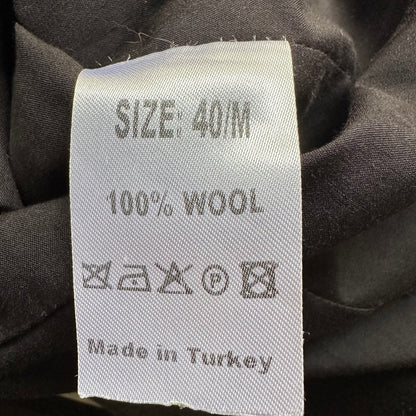 SIZE: 40/M
100% WOOL
P
Made in Turkey